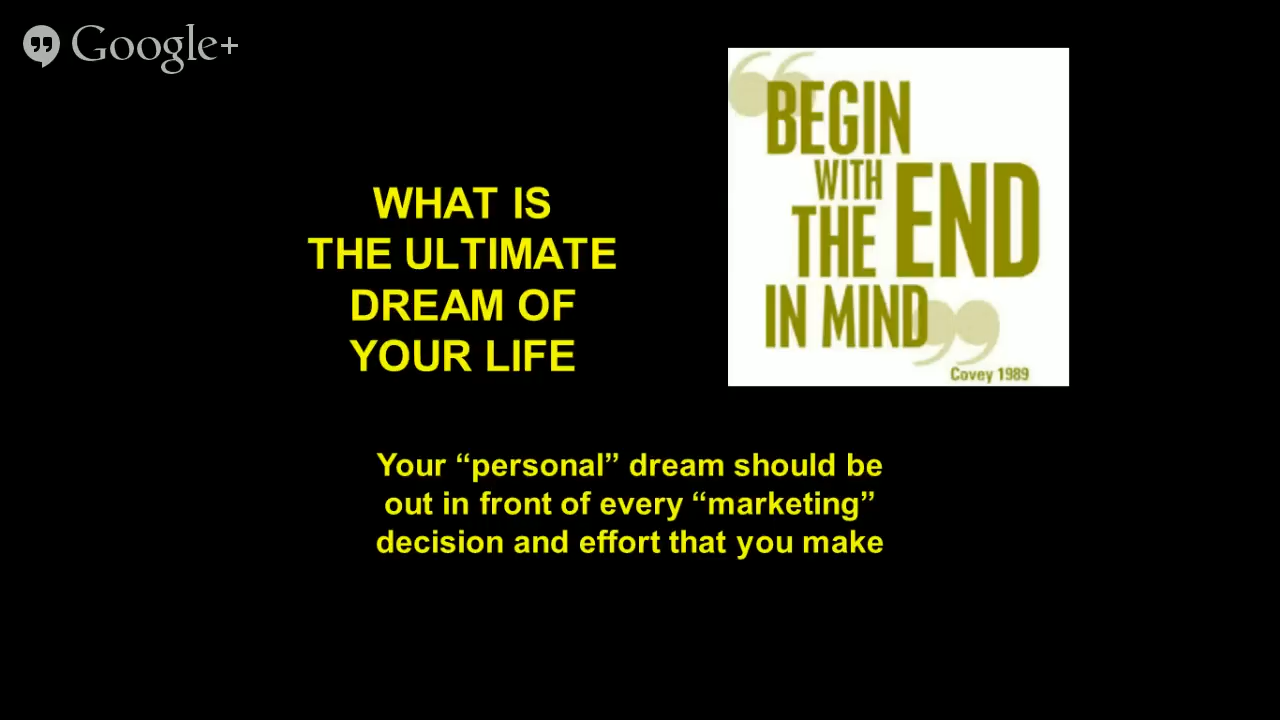 Google+
BEGIN
WITH
THE END
IN MIND
Covey 1989
WHAT IS
THE ULTIMATE
DREAM OF
YOUR LIFE
Your “personal” dream should be
out in front of every “marketing”
decision and effort that you make